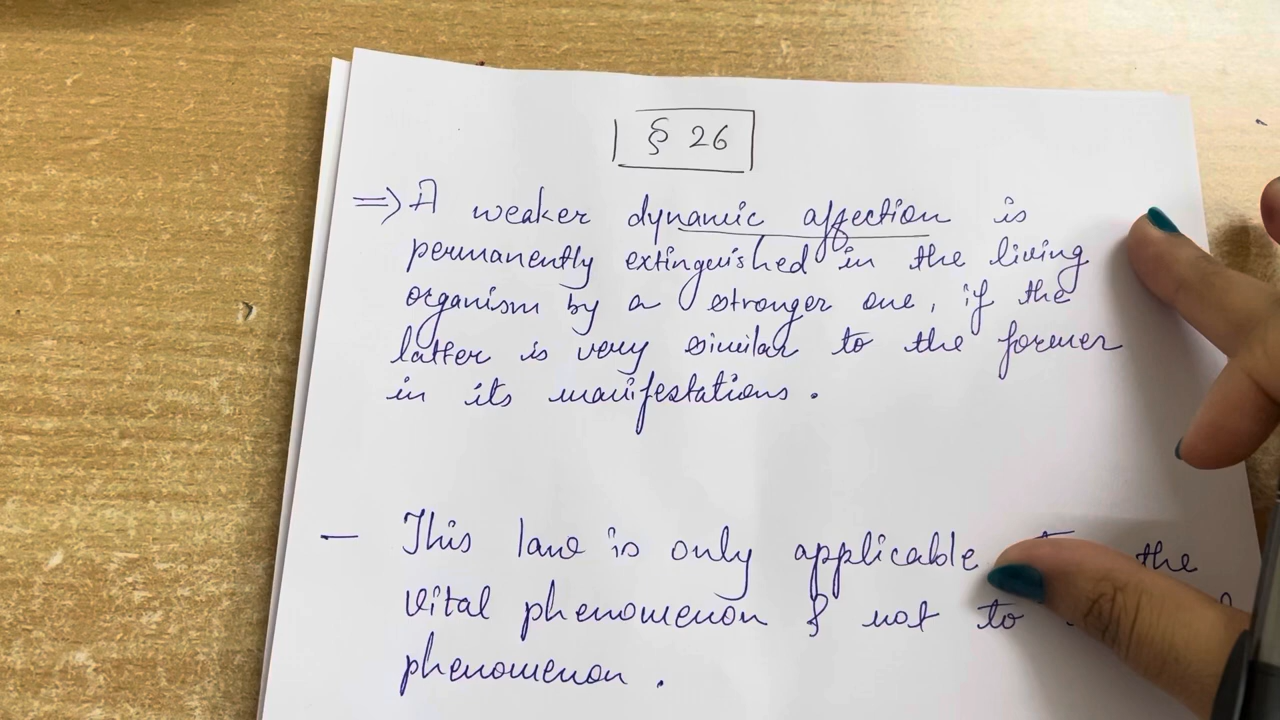 § 26
⇒ A weaker dynamic affection is
permanently extinguished in the living
organism by a stronger one, if the
latter is very similar to the former
in its manifestations.
– This law is only applicable the
vital phenomenon & not to
phenomenon.